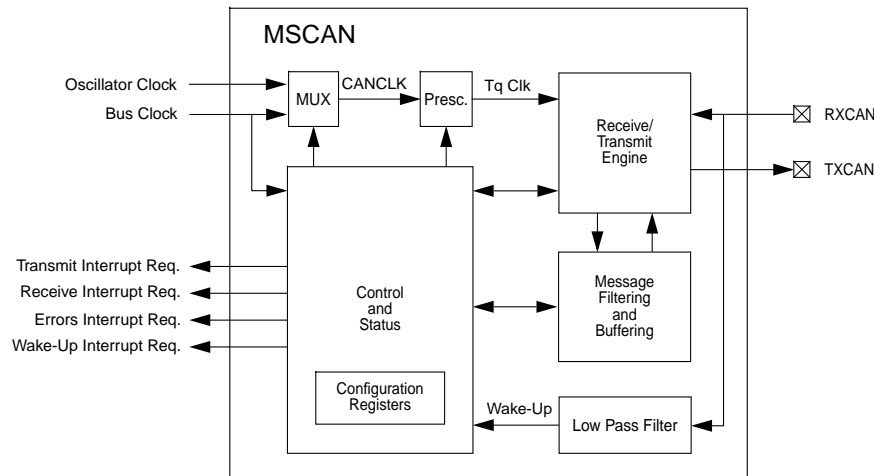 MSCAN
Oscillator Clock
Bus Clock
MUX
CANCLK
Presc.
Tq Clk
Receive/
Transmit
Engine
RXCAN
TXCAN
Transmit Interrupt Req.
Receive Interrupt Req.
Errors Interrupt Req.
Wake-Up Interrupt Req.
Control
and
Status
Message
Filtering
and
Buffering
Configuration
Registers
Wake-Up
Low Pass Filter